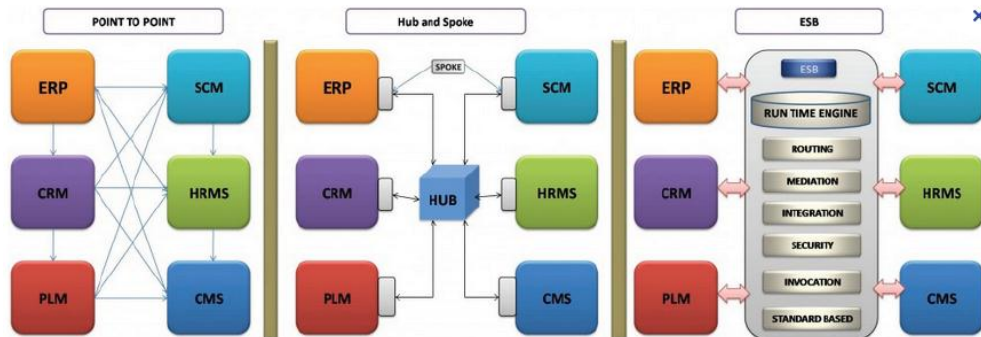 POINT TO POINT
ERP
SCM
CRM
HRMS
PLM
CMS
Hub and Spoke
SPOKE
ERP
SCM
CRM
HUB
HRMS
PLM
CMS
ESB
ESB
ERP
SCM
RUN TIME ENGINE
ROUTING
MEDIATION
CRM
HRMS
INTEGRATION
SECURITY
INVOCATION
PLM
CMS
STANDARD BASED